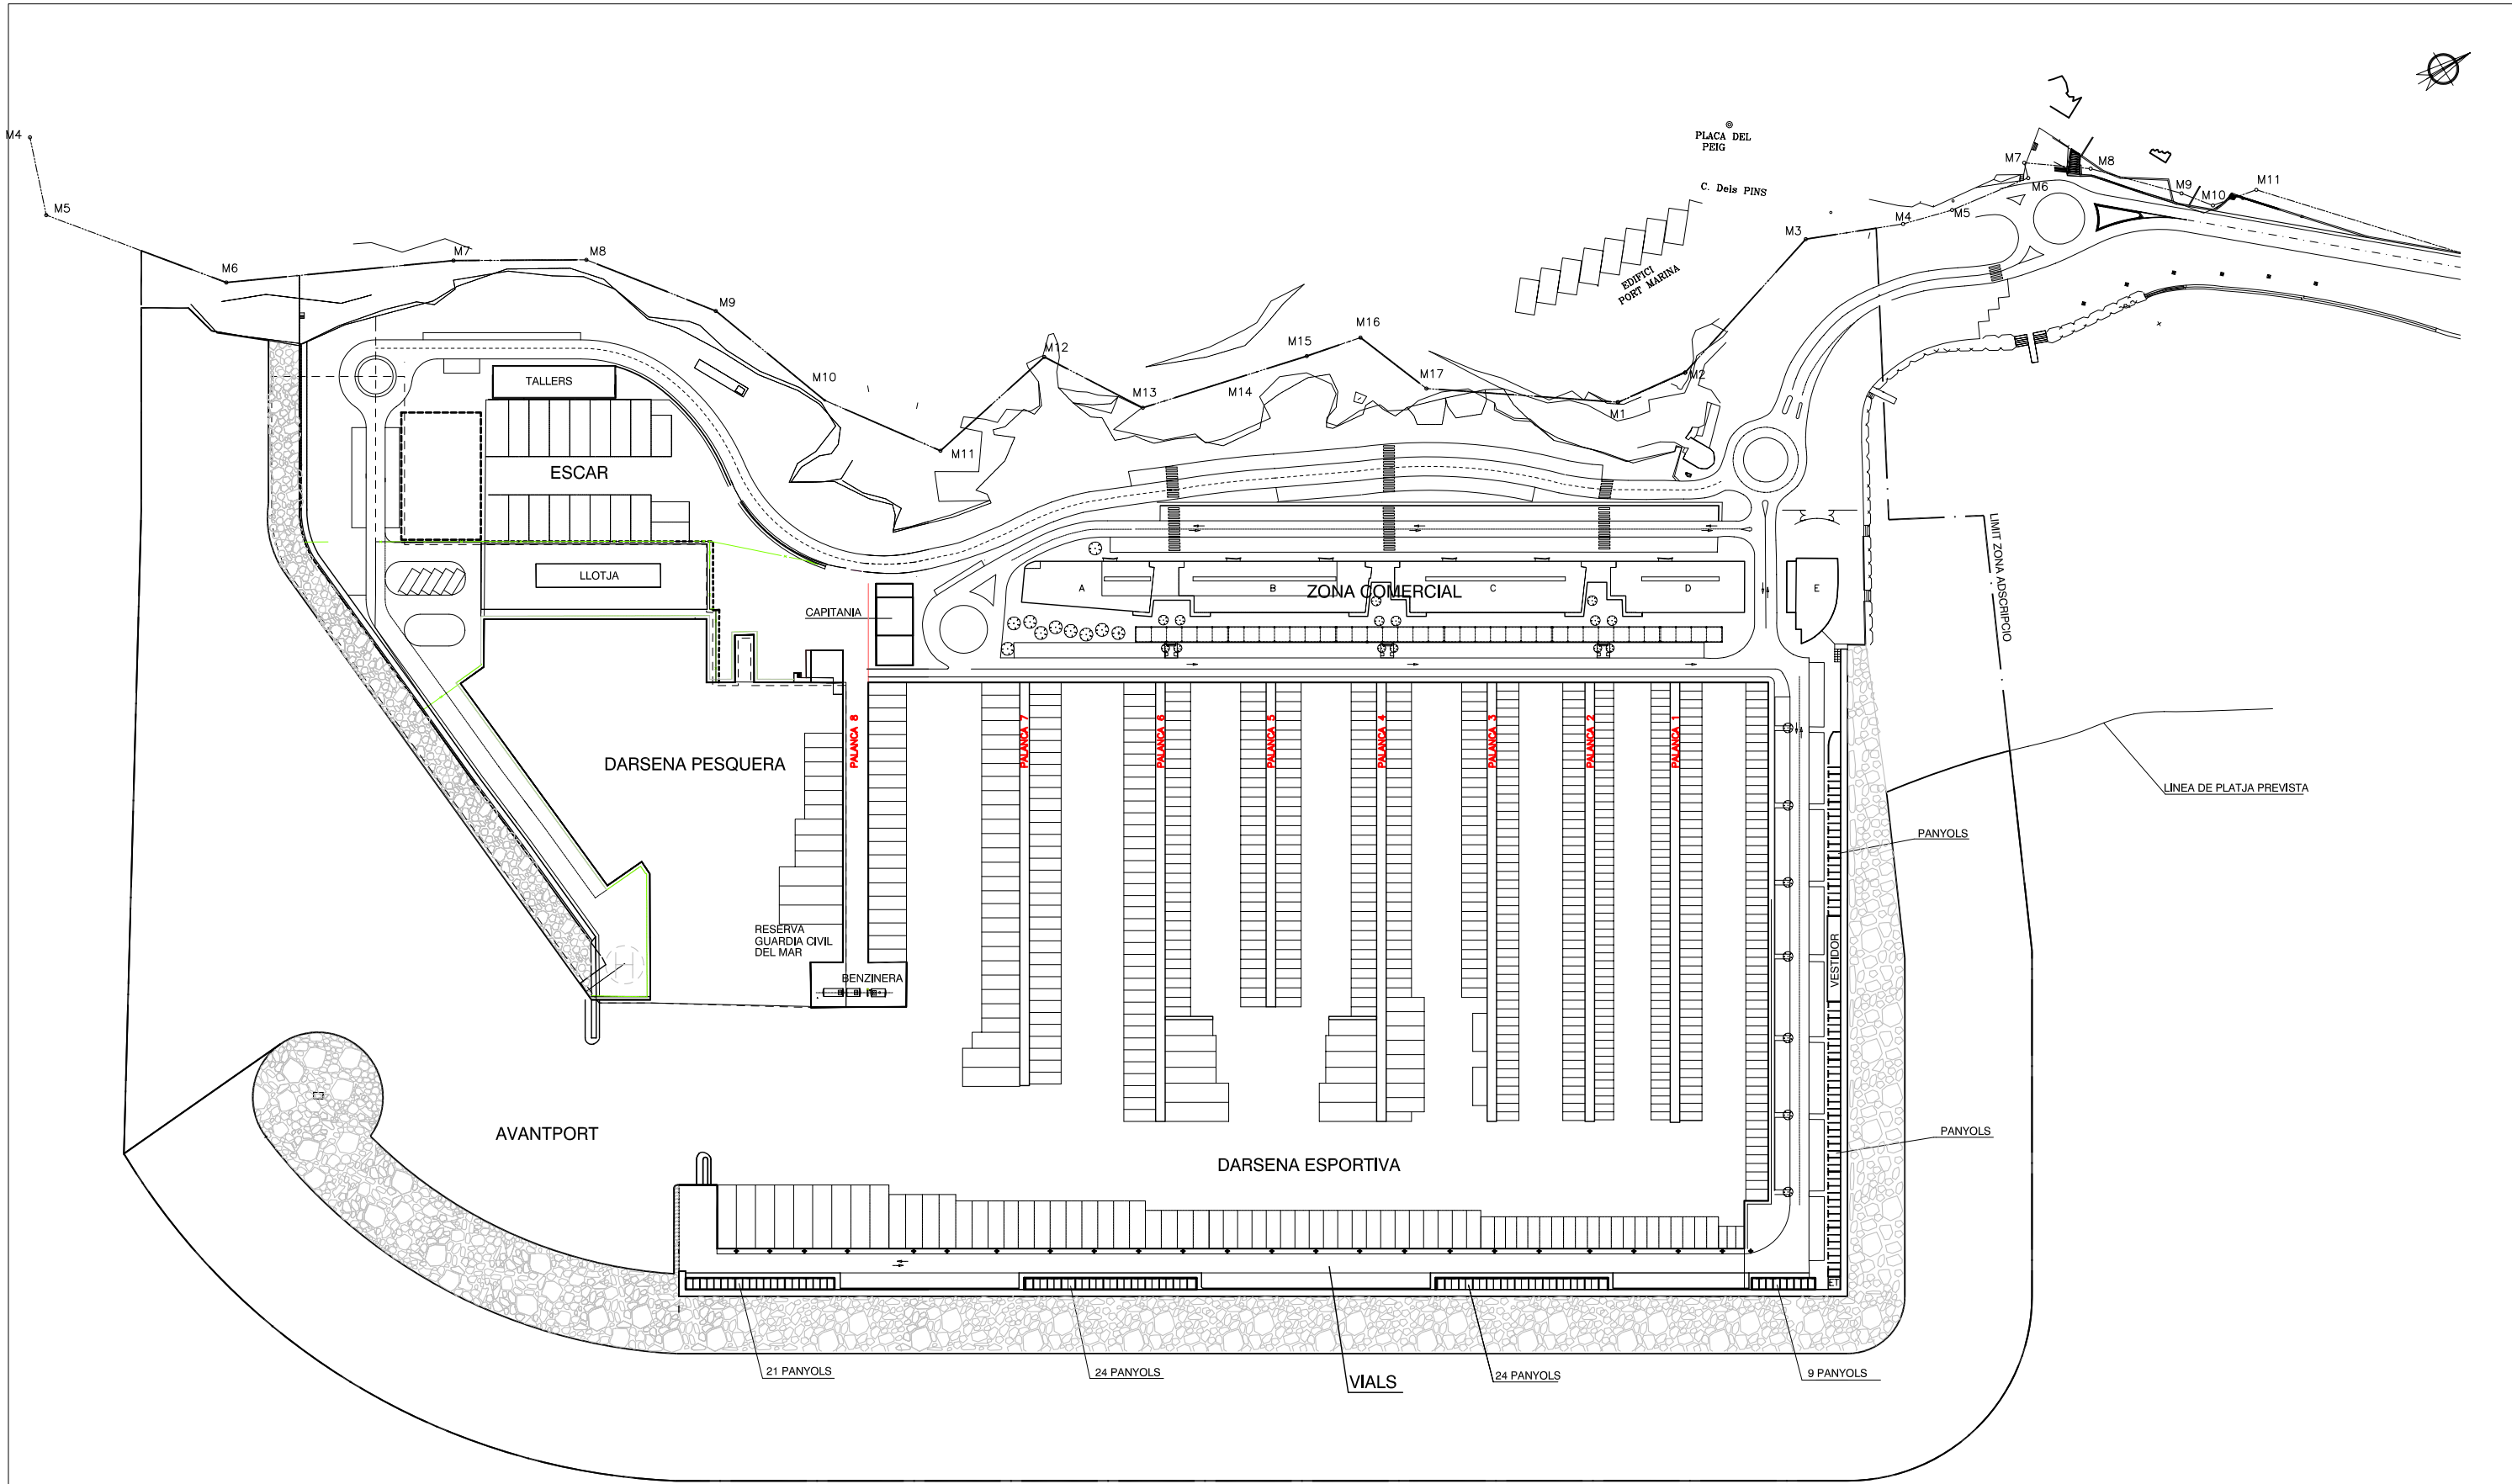 M4
M5
M6
M7
M8
M9
M10
M11
M12
M13
M14
M15
M16
M17
M1
M2
M3
M4
M5
M6
M7
M8
M9
M10
M11
PLACA DEL
PEIG
C. Dels PINS
EDIFICI
PORT MARINA
TALLERS
ESCAR
LLOTJA
CAPITANIA
ZONA COMERCIAL
A
B
C
D
E
LIMIT ZONA ADSCRIPCIO
DARSENA PESQUERA
PALANCA 8
PALANCA 7
PALANCA 6
PALANCA 5
PALANCA 4
PALANCA 3
PALANCA 2
PALANCA 1
LINEA DE PLATJA PREVISTA
PANYOLS
VESTIDOR
RESERVA
GUARDIA CIVIL
DEL MAR
BENZINERA
H
AVANTPORT
DARSENA ESPORTIVA
PANYOLS
ET
21 PANYOLS
24 PANYOLS
VIALS
24 PANYOLS
9 PANYOLS